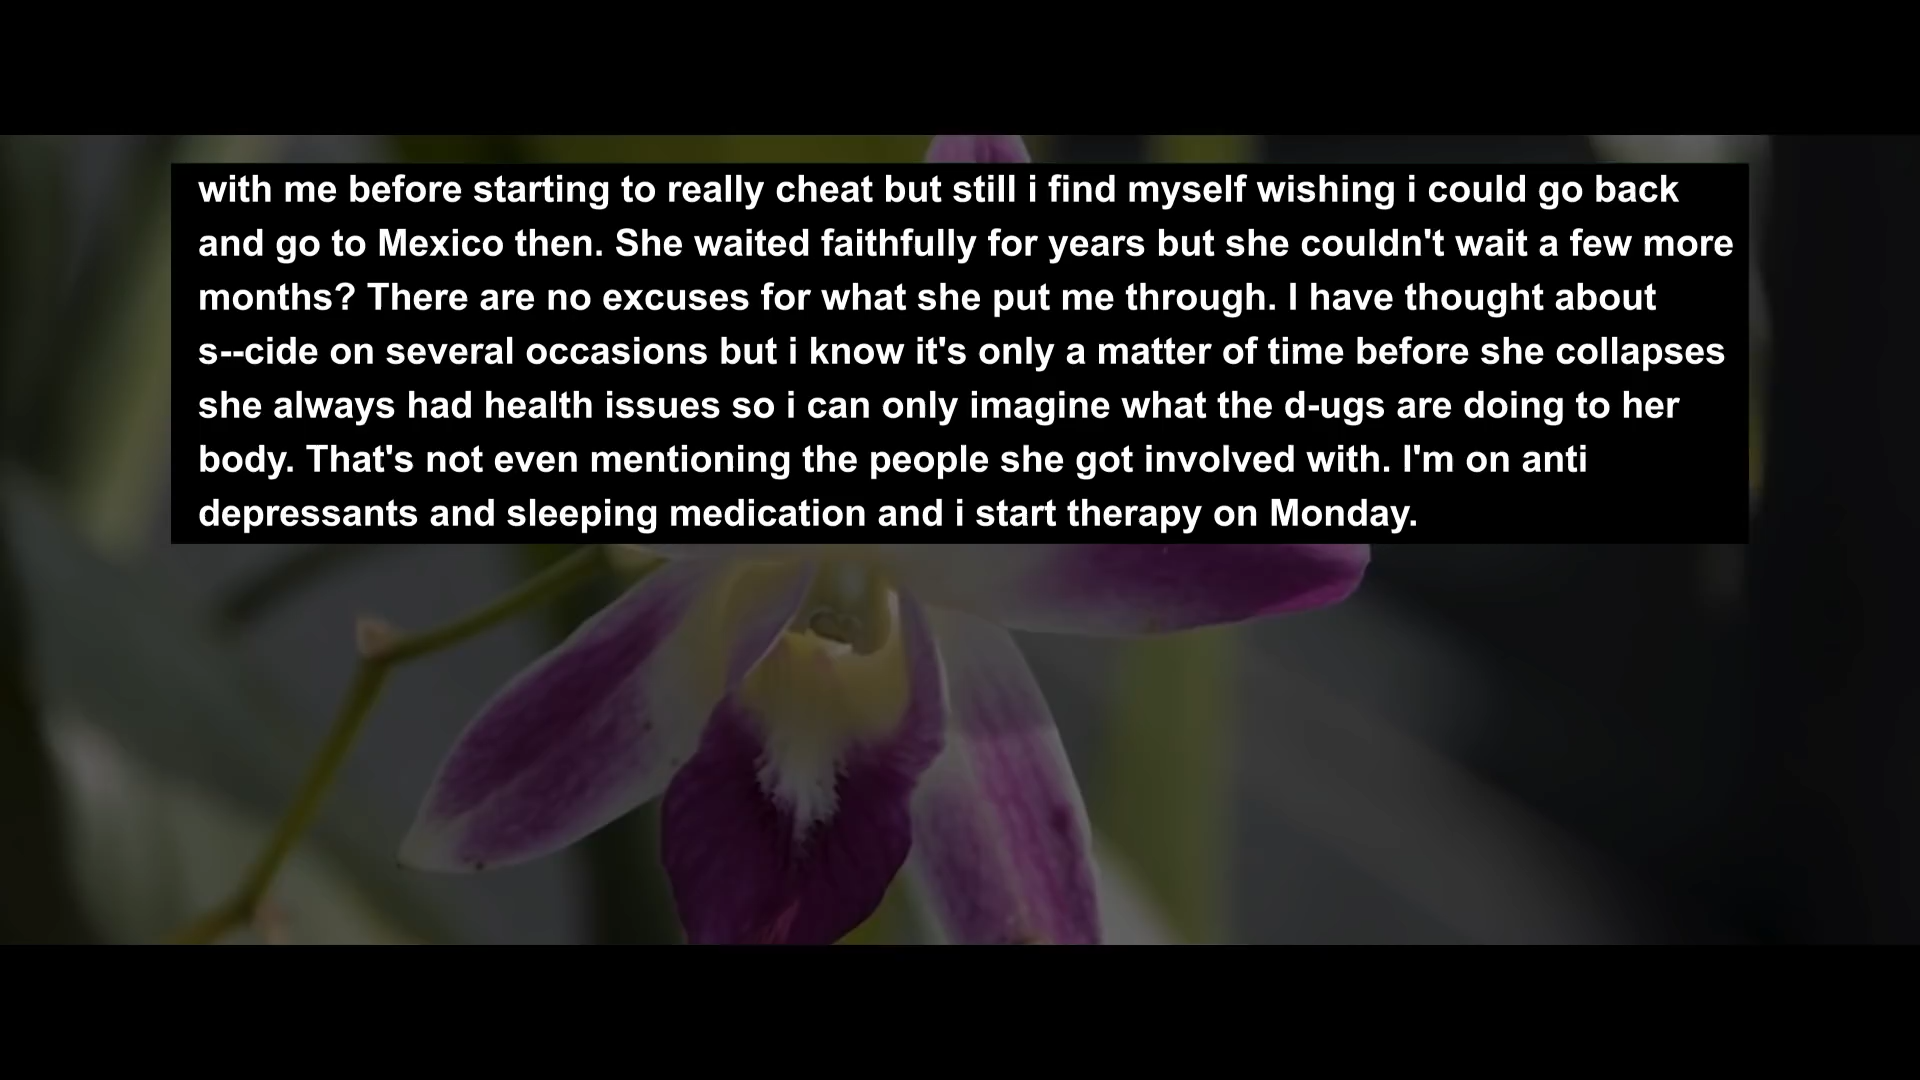 with me before starting to really cheat but still i find myself wishing i could go back
and go to Mexico then. She waited faithfully for years but she couldn't wait a few more
months? There are no excuses for what she put me through. I have thought about
s--cide on several occasions but i know it's only a matter of time before she collapses
she always had health issues so i can only imagine what the d-ugs are doing to her
body. That's not even mentioning the people she got involved with. I'm on anti
depressants and sleeping medication and i start therapy on Monday.